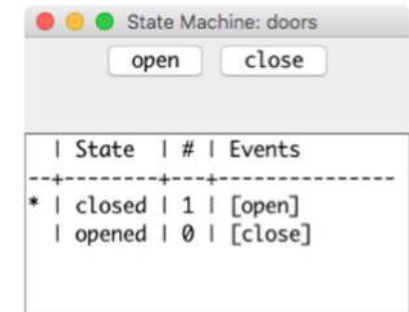 State Machine: doors
open close
| State | # | Events
--+--------+---+---------------
* | closed | 1 | [open]
| opened | 0 | [close]